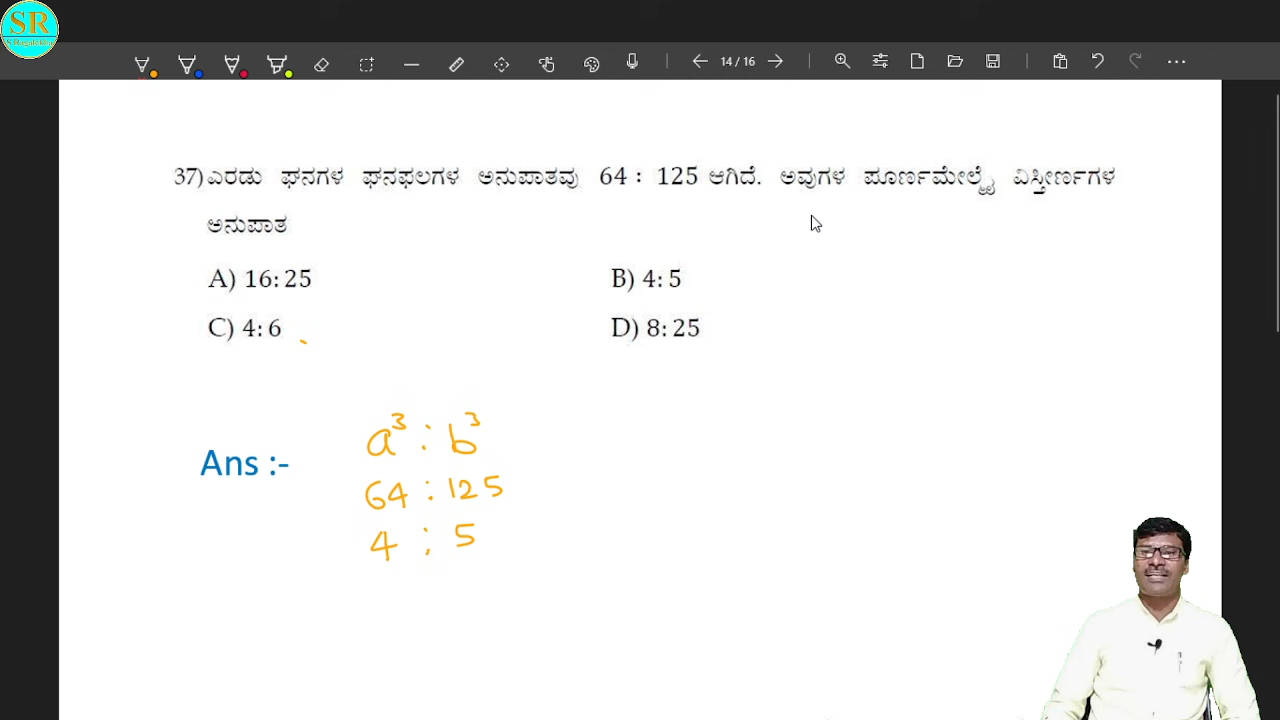 SR
14 / 16
37) ಎರಡು ಘನಗಳ ಘನಫಲಗಳ ಅನುಪಾತವು 64 : 125 ಆಗಿದೆ. ಅವುಗಳ ಪೂರ್ಣಮೇಲ್ಮೈ ವಿಸ್ತೀರ್ಣಗಳ
ಅನುಪಾತ
A) 16 : 25 B) 4 : 5
C) 4 : 6 D) 8 : 25
a³ : b³
Ans :-
64 : 125
4 : 5